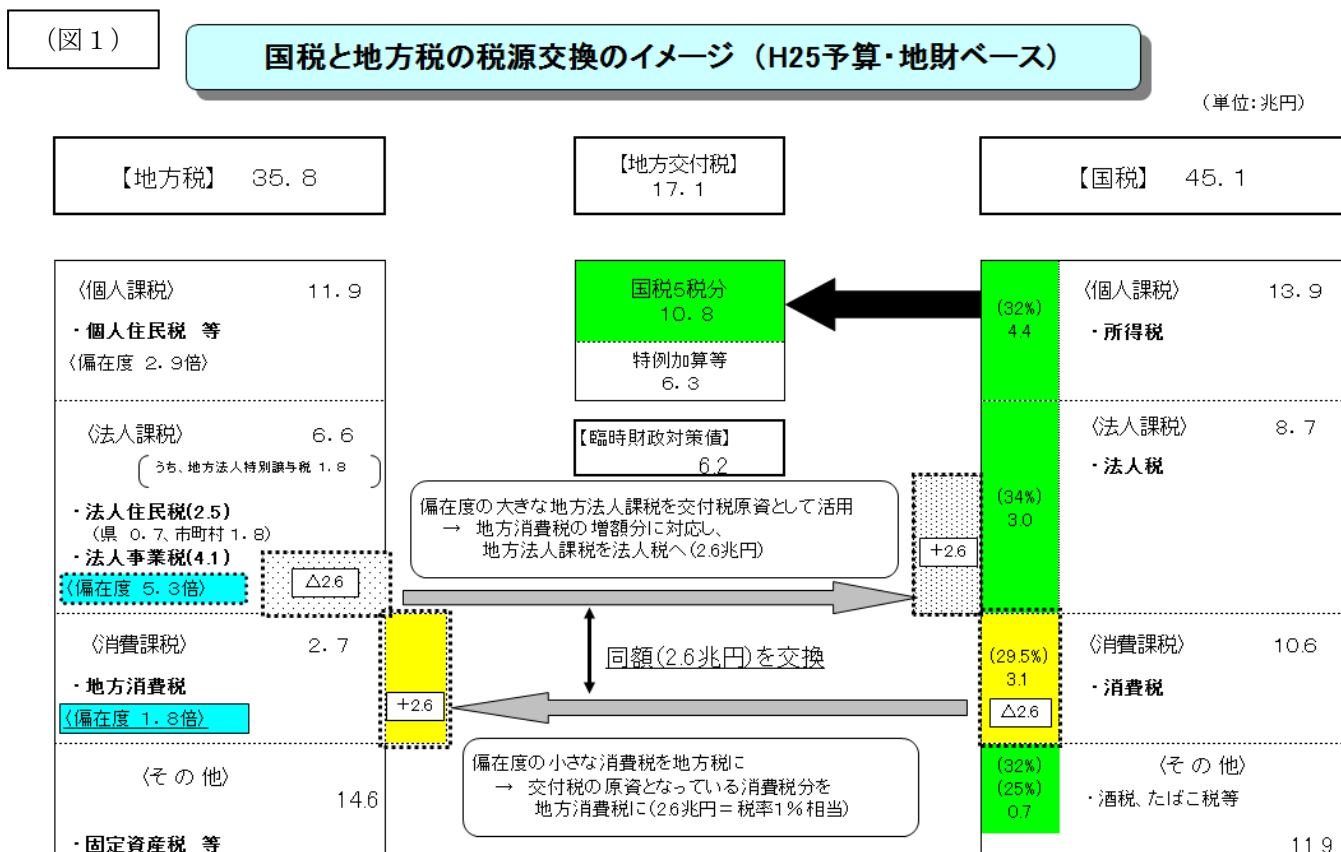 (図1)
国税と地方税の税源交換のイメージ（H25予算・地財ベース）
（単位：兆円）
【地方税】　35.8
【地方交付税】
17.1
【国税】　45.1
〈個人課税〉　11.9
・個人住民税　等
〈偏在度 2.9倍〉
国税5税分
10.8
特例加算等
6.3
(32%)
4.4
〈個人課税〉　13.9
・所得税
〈法人課税〉　6.6
（うち、地方法人特別譲与税 1.8）
・法人住民税(2.5)
（県 0.7、市町村 1.8）
・法人事業税(4.1)
〈偏在度 5.3倍〉
△2.6
【臨時財政対策債】
6.2
偏在度の大きな地方法人課税を交付税原資として活用
→ 地方消費税の増額分に対応し、
地方法人課税を法人税へ（2.6兆円）
+2.6
(34%)
3.0
〈法人課税〉　8.7
・法人税
〈消費課税〉　2.7
・地方消費税
〈偏在度 1.8倍〉
+2.6
同額(2.6兆円)を交換
(29.5%)
3.1
△2.6
〈消費課税〉　10.6
・消費税
〈その他〉
14.6
・固定資産税 等
偏在度の小さな消費税を地方税に
→ 交付税の原資となっている消費税分を
地方消費税に（2.6兆円＝税率1%相当）
(32%)
(25%)
0.7
〈その他〉
・酒税、たばこ税等
11.9